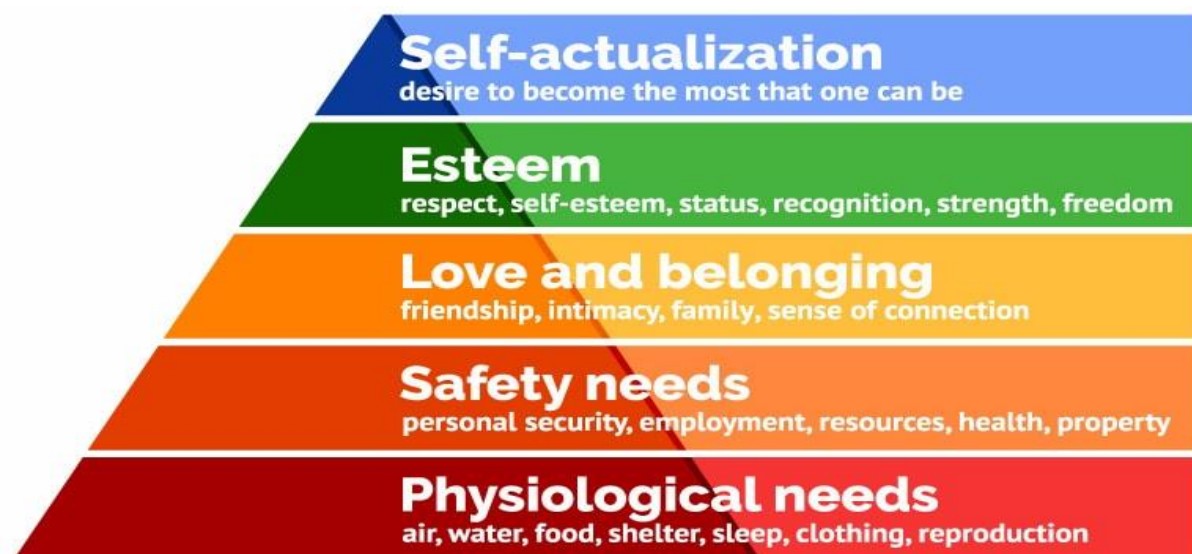 Self-actualization
desire to become the most that one can be
Esteem
respect, self-esteem, status, recognition, strength, freedom
Love and belonging
friendship, intimacy, family, sense of connection
Safety needs
personal security, employment, resources, health, property
Physiological needs
air, water, food, shelter, sleep, clothing, reproduction